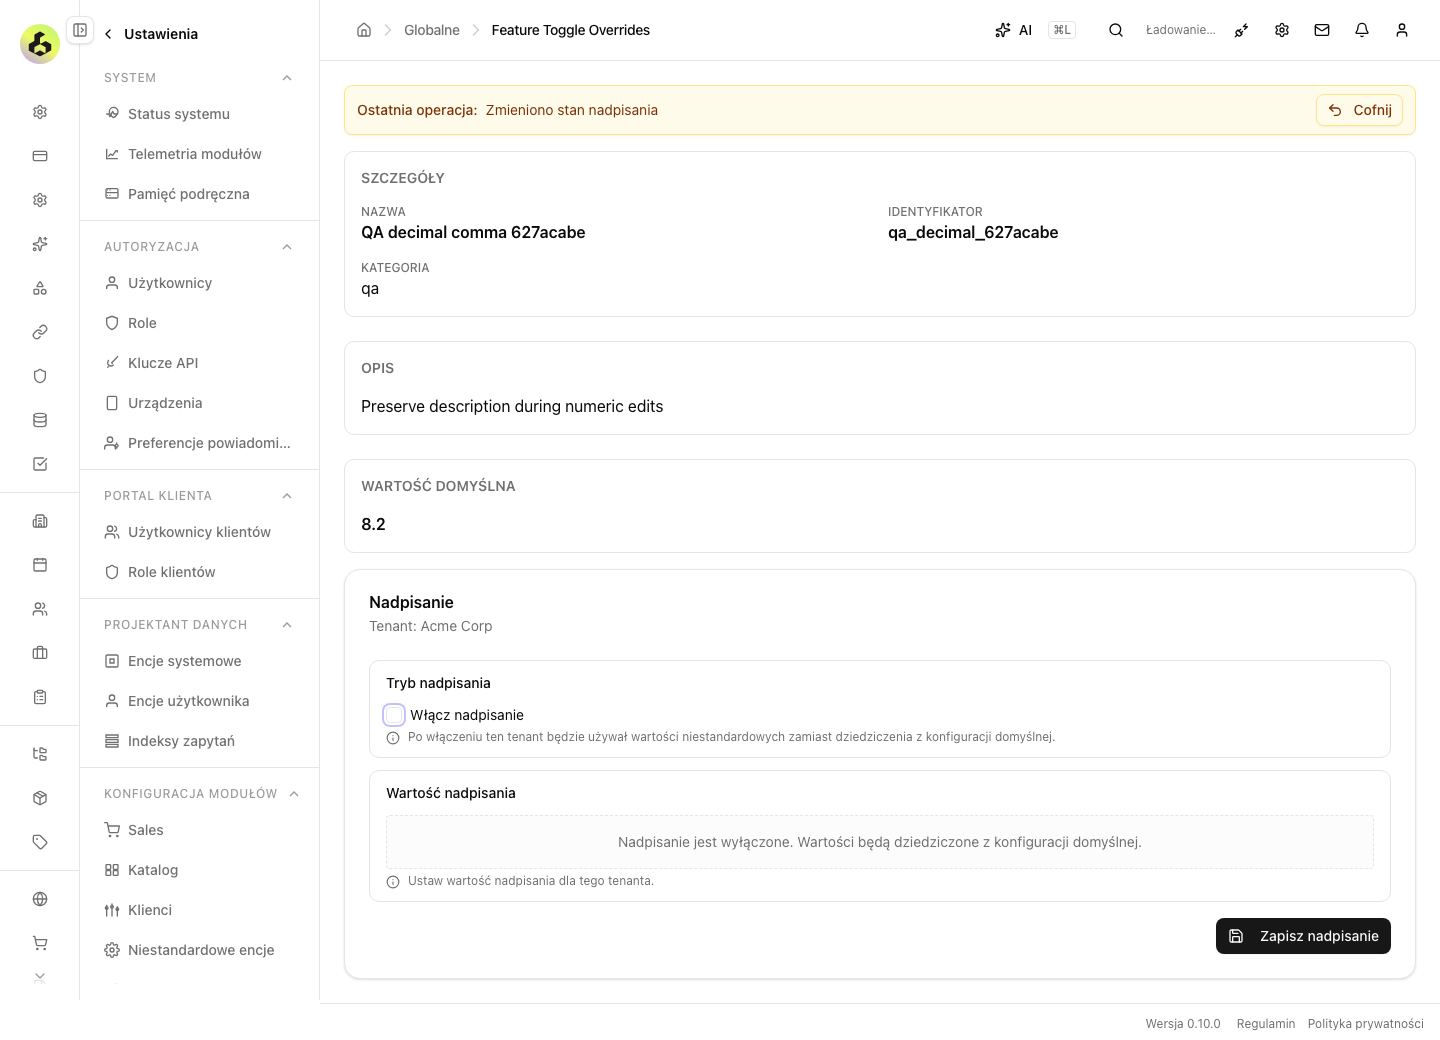 Ustawienia
SYSTEM
Status systemu
Telemetria modułów
Pamięć podręczna
AUTORYZACJA
Użytkownicy
Role
Klucze API
Urządzenia
Preferencje powiadomi...
PORTAL KLIENTA
Użytkownicy klientów
Role klientów
PROJEKTANT DANYCH
Encje systemowe
Encje użytkownika
Indeksy zapytań
KONFIGURACJA MODUŁÓW
Sales
Katalog
Klienci
Niestandardowe encje
Globalne
Feature Toggle Overrides
AI
⌘L
Ładowanie...
Ostatnia operacja: Zmieniono stan nadpisania
Cofnij
SZCZEGÓŁY
NAZWA
QA decimal comma 627acabe
IDENTYFIKATOR
qa_decimal_627acabe
KATEGORIA
qa
OPIS
Preserve description during numeric edits
WARTOŚĆ DOMYŚLNA
8.2
Nadpisanie
Tenant: Acme Corp
Tryb nadpisania
Włącz nadpisanie
Po włączeniu ten tenant będzie używał wartości niestandardowych zamiast dziedziczenia z konfiguracji domyślnej.
Wartość nadpisania
Nadpisanie jest wyłączone. Wartości będą dziedziczone z konfiguracji domyślnej.
Ustaw wartość nadpisania dla tego tenanta.
Zapisz nadpisanie
Wersja 0.10.0
Regulamin
Polityka prywatności